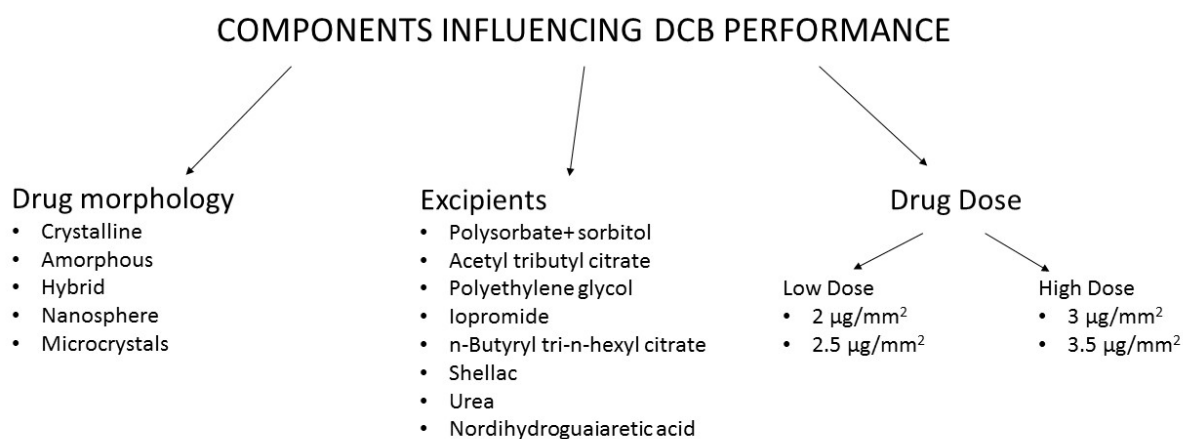 COMPONENTS INFLUENCING DCB PERFORMANCE
Drug morphology
• Crystalline
• Amorphous
• Hybrid
• Nanosphere
• Microcrystals
Excipients
• Polysorbate+ sorbitol
• Acetyl tributyl citrate
• Polyethylene glycol
• Iopromide
• n-Butyryl tri-n-hexyl citrate
• Shellac
• Urea
• Nordihydroguaiaretic acid
Drug Dose
Low Dose
• 2 µg/mm²
• 2.5 µg/mm²
High Dose
• 3 µg/mm²
• 3.5 µg/mm²